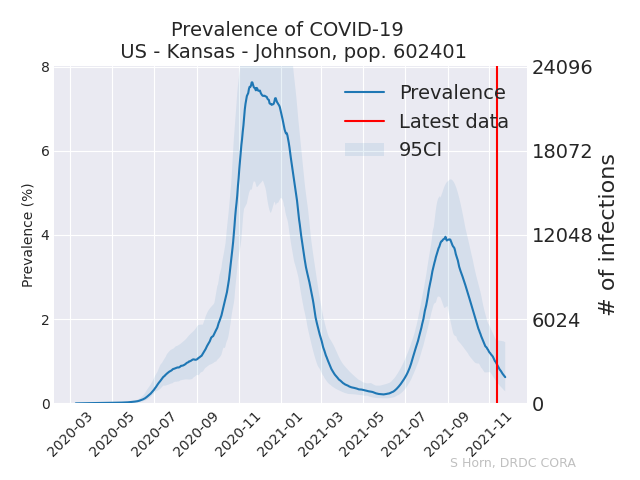 Prevalence of COVID-19
US - Kansas - Johnson, pop. 602401
Prevalence
Latest data
95CI
8
6
4
2
0
Prevalence (%)
24096
18072
12048
6024
0
# of infections
2020-03
2020-05
2020-07
2020-09
2020-11
2021-01
2021-03
2021-05
2021-07
2021-09
2021-11
S Horn, DRDC CORA